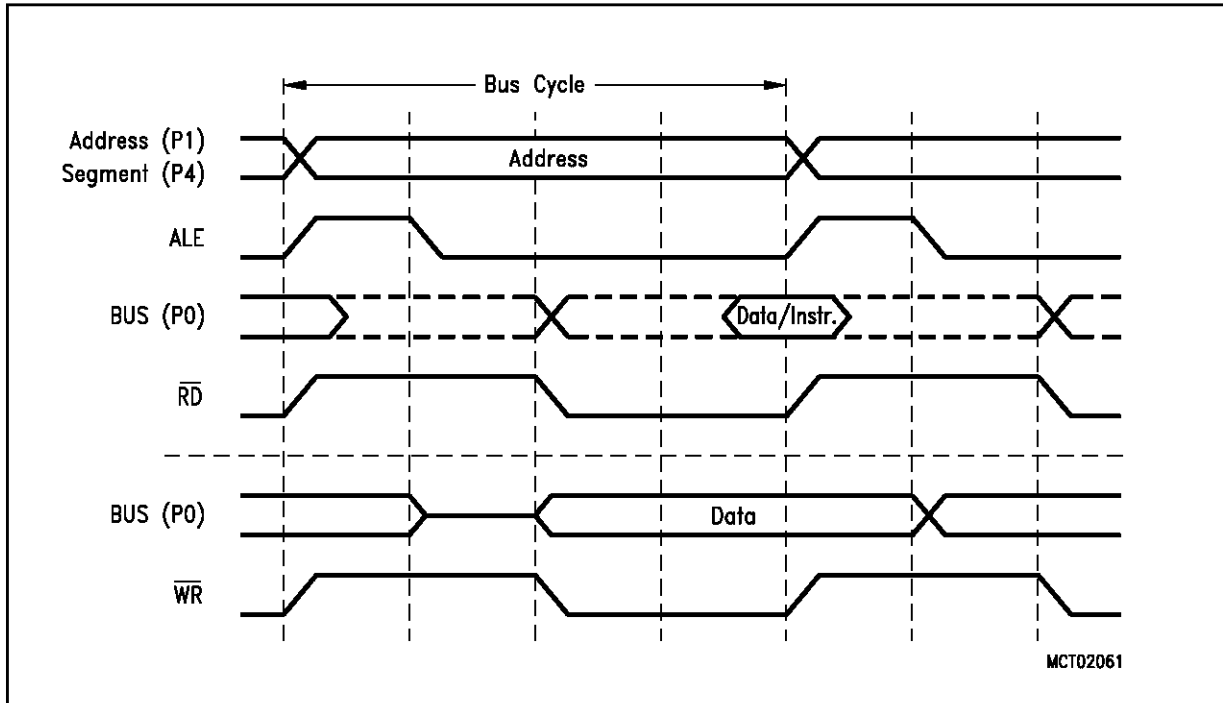 Bus Cycle
Address (P1)
Segment (P4)
Address
ALE
BUS (P0)
Data/Instr.
RD
BUS (P0)
Data
WR
MCT02061